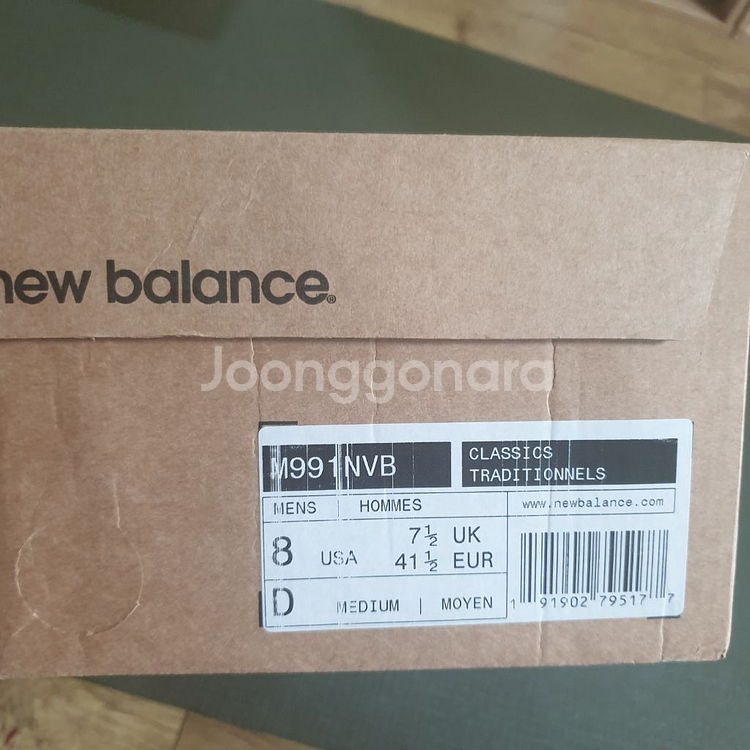 new balance®
Joonggonara
M991NVB
CLASSICS
TRADITIONNELS
MENS | HOMMES
www.newbalance.com
8 USA
7½ UK
41½ EUR
D MEDIUM | MOYEN
1 91902 79517 7